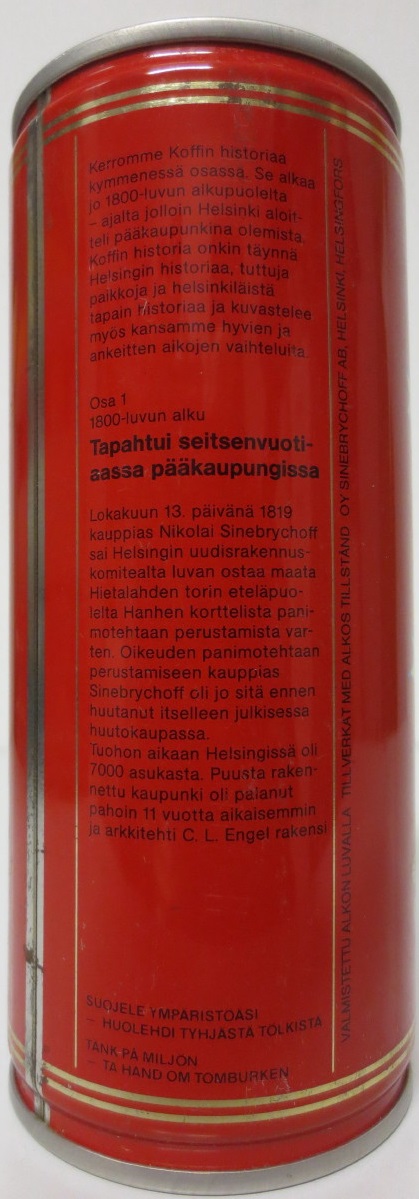 Kerromme Koffin historiaa
kymmenessä osassa. Se alkaa
jo 1800-luvun alkupuolelta
– ajalta jolloin Helsinki aloit-
teli pääkaupunkina olemista.
Koffin historia onkin täynnä
Helsingin historiaa, tuttuja
paikkoja ja helsinkiläistä
tapain historiaa ja kuvastelee
myös kansamme hyvien ja
ankeitten aikojen vaihteluita.
Osa 1
1800-luvun alku
Tapahtui seitsenvuoti-
aassa pääkaupungissa
Lokakuun 13. päivänä 1819
kauppias Nikolai Sinebrychoff
sai Helsingin uudisrakennus-
komitealta luvan ostaa maata
Hietalahden torin eteläpuo-
lelta Hanhen korttelista pani-
motehtaan perustamista var-
ten. Oikeuden panimotehtaan
perustamiseen kauppias
Sinebrychoff oli jo sitä ennen
huutanut itselleen julkisessa
huutokaupassa.
Tuohon aikaan Helsingissä oli
7000 asukasta. Puusta raken-
nettu kaupunki oli palanut
pahoin 11 vuotta aikaisemmin
ja arkkitehti C. L. Engel rakensi
SUOJELE YMPÄRISTÖÄSI
– HUOLEHDI TYHJÄSTÄ TÖLKISTÄ
TÄNK PÅ MILJÖN
– TA HAND OM TOMBURKEN
VALMISTETTU ALKON LUVALLA TILLVERKAT MED ALKOS TILLSTÅND OY SINEBRYCHOFF AB, HELSINKI, HELSINGFORS